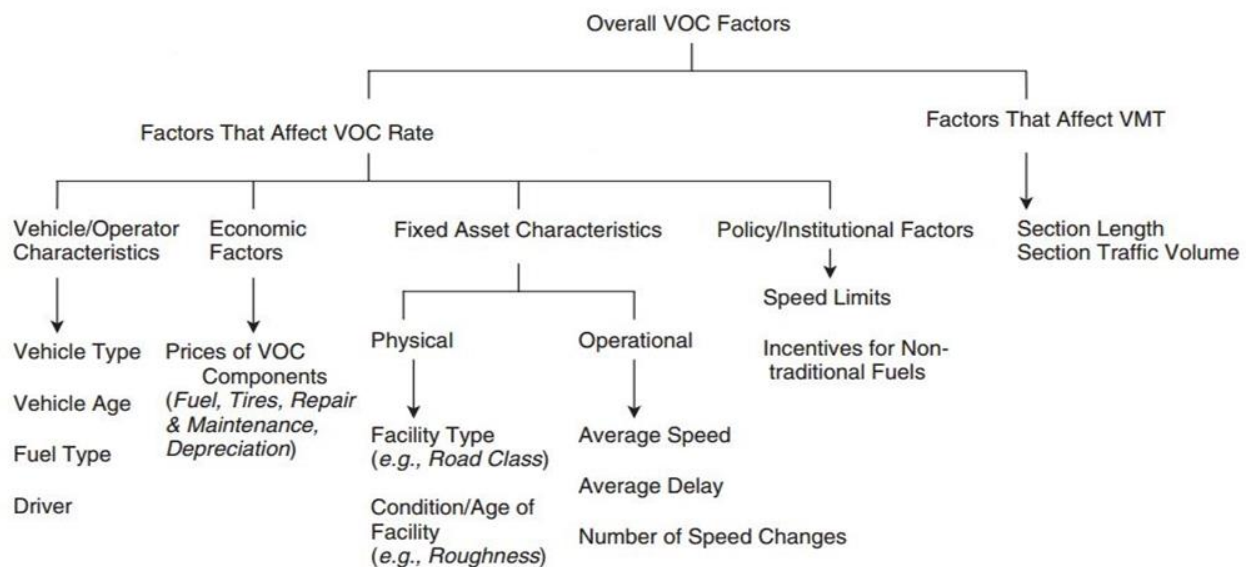 Overall VOC Factors
Factors That Affect VOC Rate
Factors That Affect VMT
Vehicle/Operator
Characteristics
Economic
Factors
Fixed Asset Characteristics
Policy/Institutional Factors
Section Length
Section Traffic Volume
Speed Limits
Incentives for Non-
traditional Fuels
Physical
Operational
Vehicle Type
Vehicle Age
Fuel Type
Driver
Prices of VOC
Components
(Fuel, Tires, Repair
& Maintenance,
Depreciation)
Facility Type
(e.g., Road Class)
Condition/Age of
Facility
(e.g., Roughness)
Average Speed
Average Delay
Number of Speed Changes